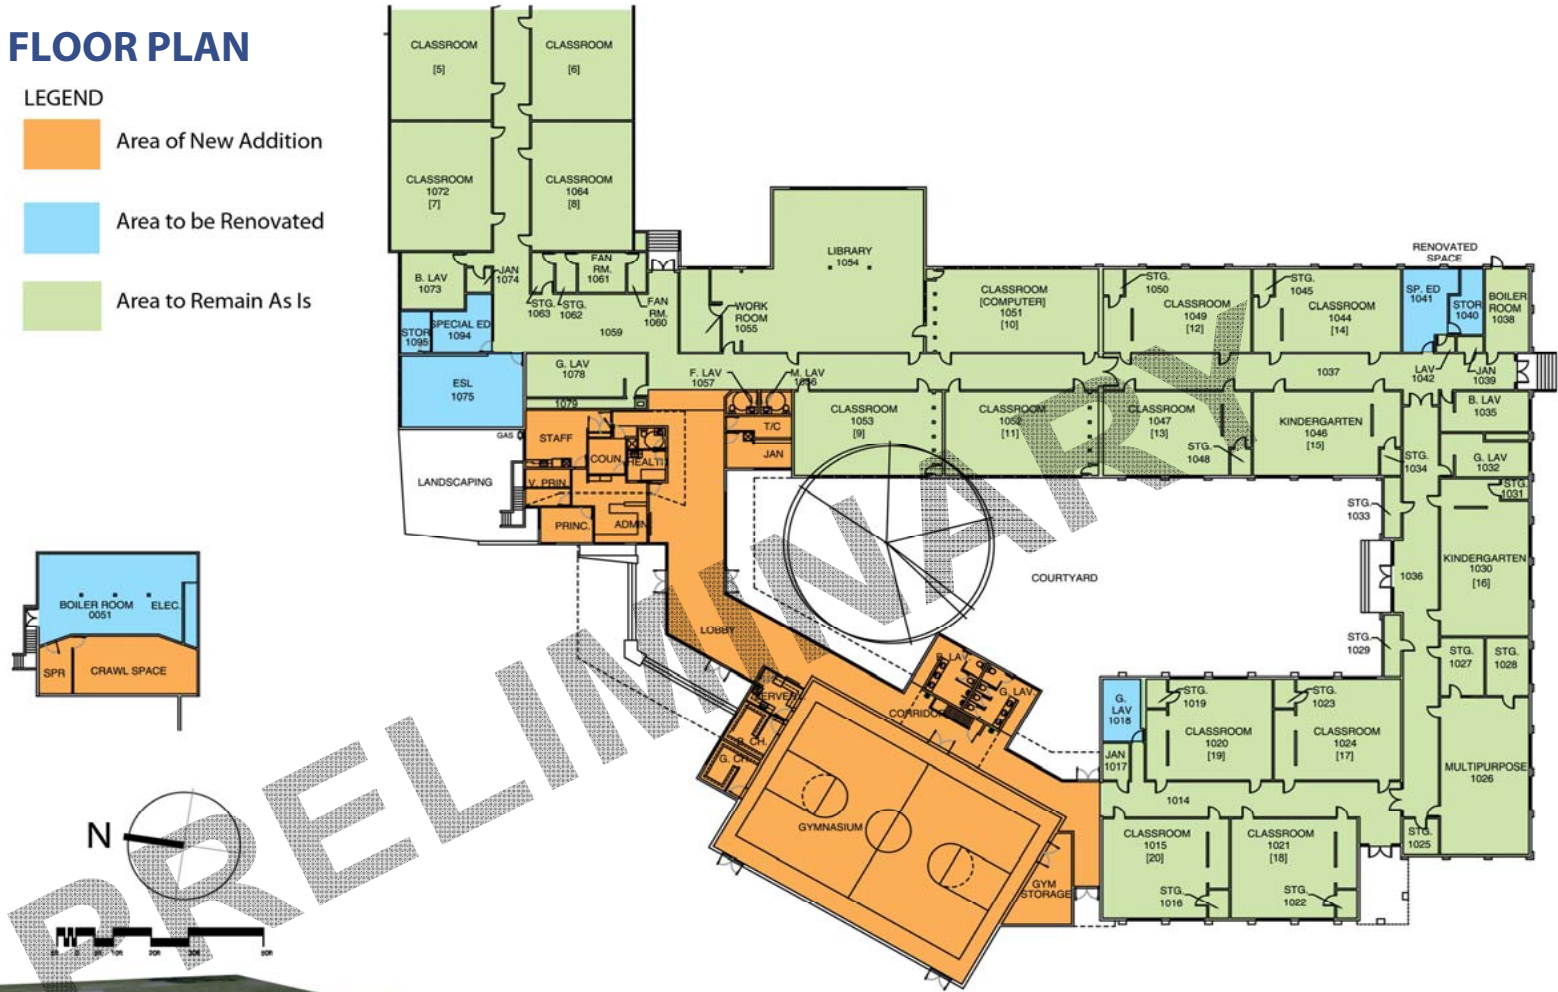 FLOOR PLAN
LEGEND
Area of New Addition
Area to be Renovated
Area to Remain As Is
CLASSROOM
[5]
CLASSROOM
[6]
CLASSROOM
1072
[7]
CLASSROOM
1064
[8]
B. LAV
1073
JAN
1074
STG.
1063
STG.
1062
FAN
RM.
1061
FAN
RM.
1060
STOR
1095
SPECIAL ED
1094
1059
WORK
ROOM
1055
LIBRARY
1054
CLASSROOM
[COMPUTER]
1051
[10]
STG.
1050
CLASSROOM
1049
[12]
STG.
1045
CLASSROOM
1044
[14]
RENOVATED
SPACE
SP. ED
1041
STOR
1040
BOILER
ROOM
1038
ESL
1075
G. LAV
1078
1079
F. LAV
1057
M. LAV
1056
1037
LAV
1042
JAN
1039
GAS
STAFF
COUN.
HEALTH
V. PRIN
PRINC.
ADMIN
T/C
JAN
CLASSROOM
1053
[9]
CLASSROOM
1052
[11]
CLASSROOM
1047
[13]
STG.
1048
KINDERGARTEN
1046
[15]
STG.
1034
B. LAV
1035
G. LAV
1032
STG.
1031
LANDSCAPING
STG.
1033
KINDERGARTEN
1030
[16]
1036
COURTYARD
STG.
1029
STG.
1027
STG.
1028
BOILER ROOM
0051
ELEC.
SPR
CRAWL SPACE
LOBBY
B. LAV
G. LAV
CORRIDOR
B. CH.
G. CH.
GYMNASIUM
GYM
STORAGE
G.
LAV
1018
JAN
1017
STG.
1019
CLASSROOM
1020
[19]
STG.
1023
CLASSROOM
1024
[17]
MULTIPURPOSE
1026
1014
CLASSROOM
1015
[20]
STG.
1016
CLASSROOM
1021
[18]
STG.
1022
STG.
1025
N
PRELIMINARY